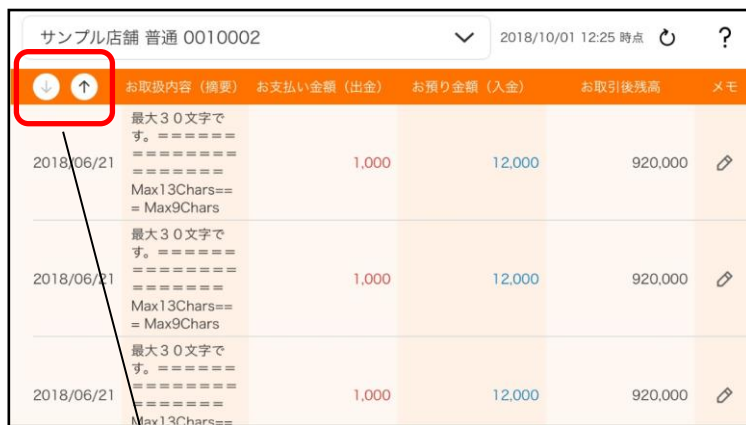 サンプル店舗 普通 0010002
2018/10/01 12:25 時点
?
お取扱内容（摘要） お支払い金額（出金） お預り金額（入金） お取引後残高 メモ
最大３０文字で
す。＝＝＝＝＝＝
＝＝＝＝＝＝＝＝
2018/06/21 ＝＝＝＝＝＝＝ 1,000 12,000 920,000
Max13Chars==
= Max9Chars
最大３０文字で
す。＝＝＝＝＝＝
＝＝＝＝＝＝＝＝
2018/06/21 ＝＝＝＝＝＝＝ 1,000 12,000 920,000
Max13Chars==
= Max9Chars
最大３０文字で
す。＝＝＝＝＝＝
＝＝＝＝＝＝＝＝
2018/06/21 ＝＝＝＝＝＝＝ 1,000 12,000 920,000
Max13Chars==